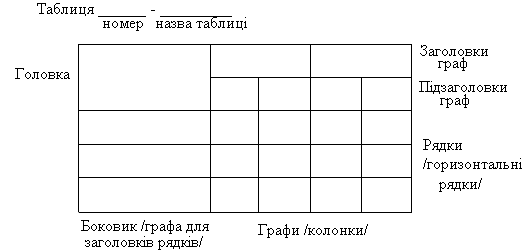 Таблиця ______ - _________
номер назва таблиці
Заголовки
граф
Головка
Підзаголовки
граф
Рядки
/горизонтальні
рядки/
Боковик /графа для
заголовків рядків/
Графи /колонки/